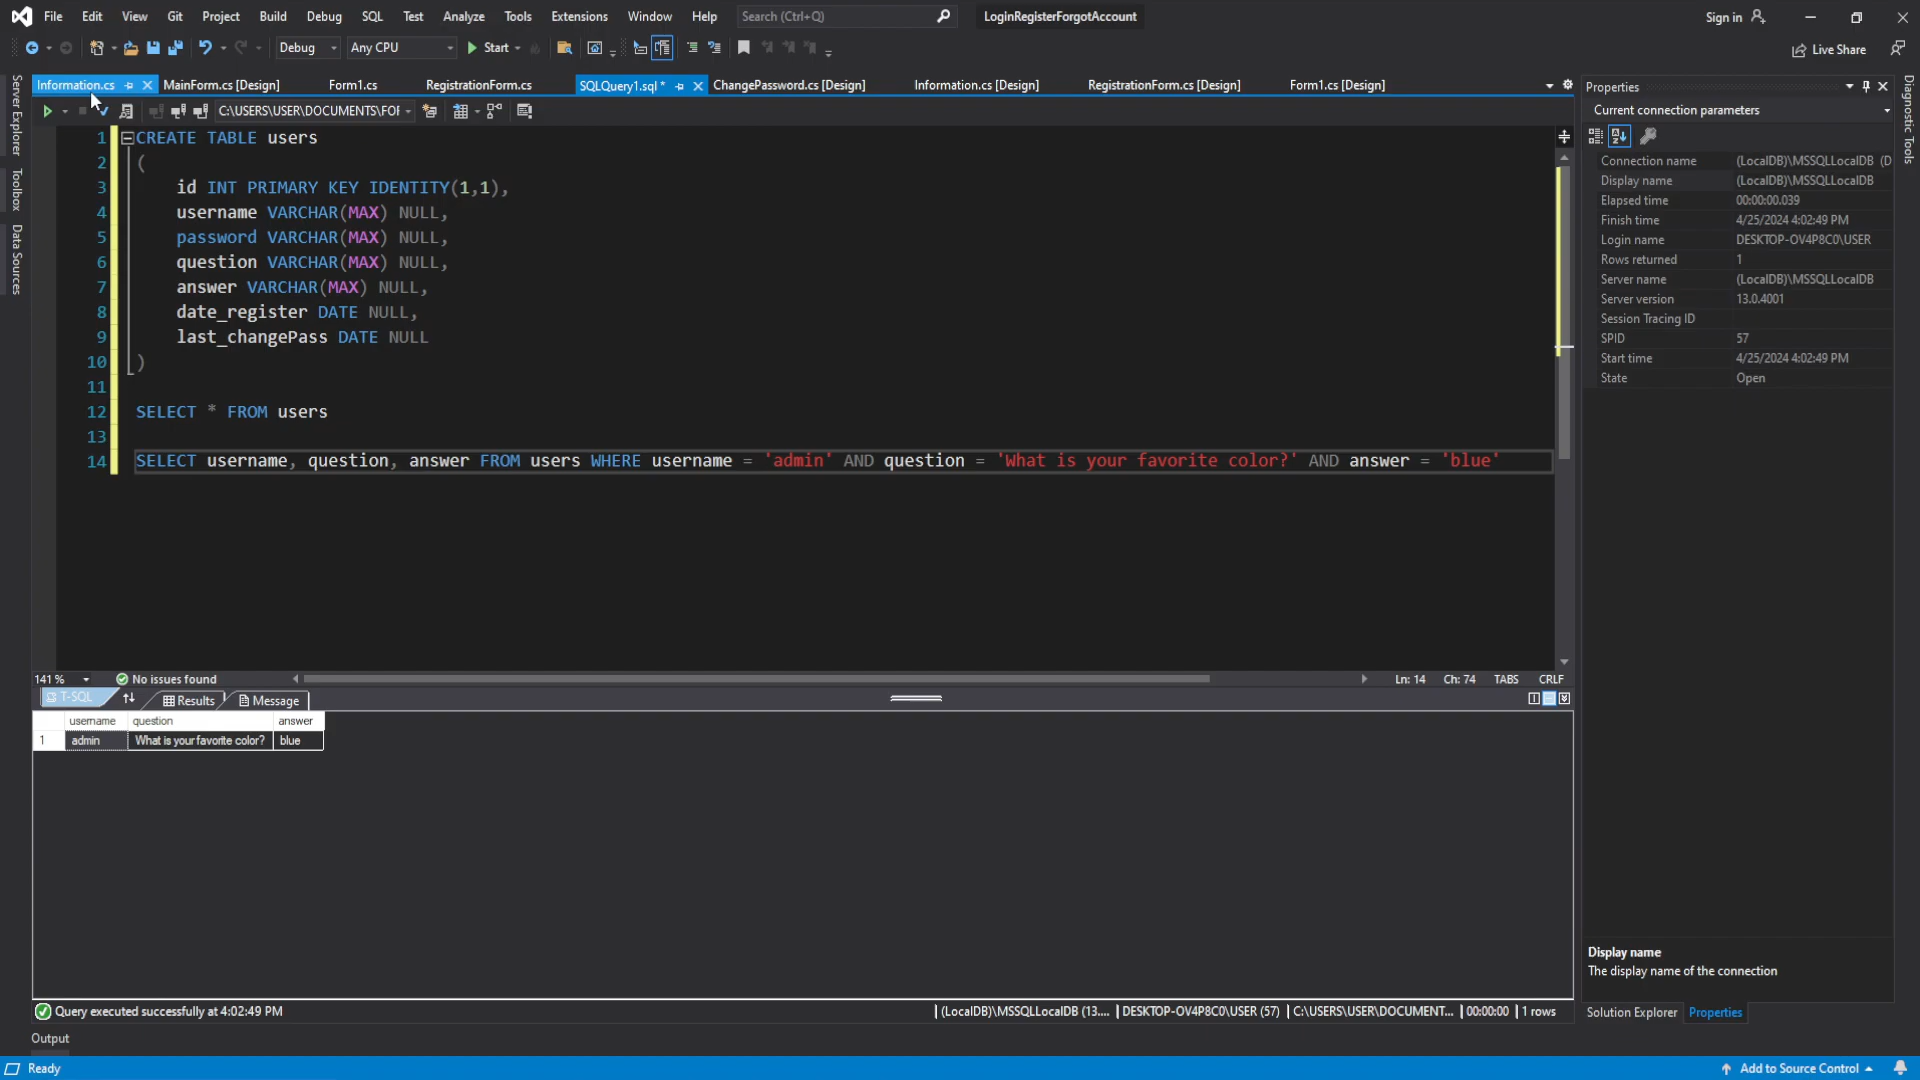 File Edit View Git Project Build Debug SQL Test Analyze Tools Extensions Window Help Search (Ctrl+Q) LoginRegisterForgotAccount Sign in
Debug Any CPU Start Live Share
Information.cs MainForm.cs [Design] Form1.cs RegistrationForm.cs SQLQuery1.sql * ChangePassword.cs [Design] Information.cs [Design] RegistrationForm.cs [Design] Form1.cs [Design]
C:\USERS\USER\DOCUMENTS\FOF
Server Explorer
Toolbox
Data Sources
1 CREATE TABLE users
2 (
3 id INT PRIMARY KEY IDENTITY(1,1),
4 username VARCHAR(MAX) NULL,
5 password VARCHAR(MAX) NULL,
6 question VARCHAR(MAX) NULL,
7 answer VARCHAR(MAX) NULL,
8 date_register DATE NULL,
9 last_changePass DATE NULL
10 )
11
12 SELECT * FROM users
13
14 SELECT username, question, answer FROM users WHERE username = 'admin' AND question = 'What is your favorite color?' AND answer = 'blue'
141 % No issues found Ln: 14 Ch: 74 TABS CRLF
T-SQL Results Message
username question answer
1 admin What is your favorite color? blue
Query executed successfully at 4:02:49 PM (LocalDB)\MSSQLLocalDB (13.... DESKTOP-OV4P8C0\USER (57) C:\USERS\USER\DOCUMENT... 00:00:00 1 rows
Output
Ready Add to Source Control
Properties
Current connection parameters
Connection name (LocalDB)\MSSQLLocalDB (D
Display name (LocalDB)\MSSQLLocalDB
Elapsed time 00:00:00.039
Finish time 4/25/2024 4:02:49 PM
Login name DESKTOP-OV4P8C0\USER
Rows returned 1
Server name (LocalDB)\MSSQLLocalDB
Server version 13.0.4001
Session Tracing ID
SPID 57
Start time 4/25/2024 4:02:49 PM
State Open
Display name
The display name of the connection
Solution Explorer Properties
Diagnostic Tools